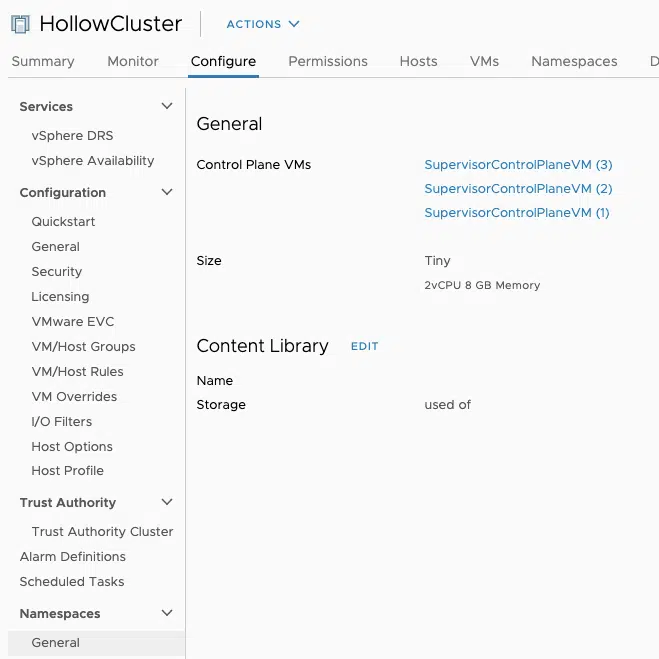 HollowCluster ACTIONS
Summary Monitor Configure Permissions Hosts VMs Namespaces D
Services
vSphere DRS
vSphere Availability
Configuration
Quickstart
General
Security
Licensing
VMware EVC
VM/Host Groups
VM/Host Rules
VM Overrides
I/O Filters
Host Options
Host Profile
Trust Authority
Trust Authority Cluster
Alarm Definitions
Scheduled Tasks
Namespaces
General
General
Control Plane VMs SupervisorControlPlaneVM (3)
SupervisorControlPlaneVM (2)
SupervisorControlPlaneVM (1)
Size Tiny
2vCPU 8 GB Memory
Content Library EDIT
Name
Storage used of